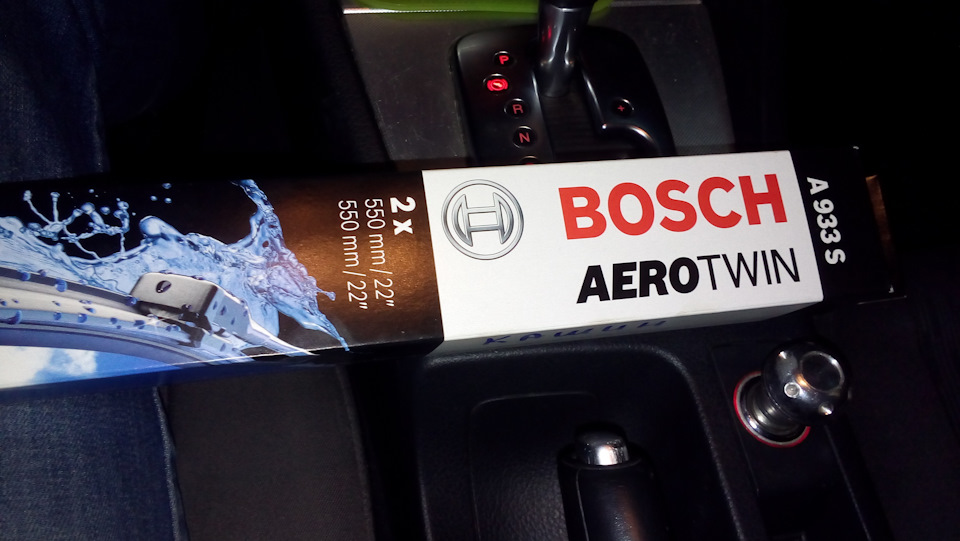 P
R
N
+
2 x
550 mm / 22"
550 mm / 22"
BOSCH
AEROTWIN
A 933 S